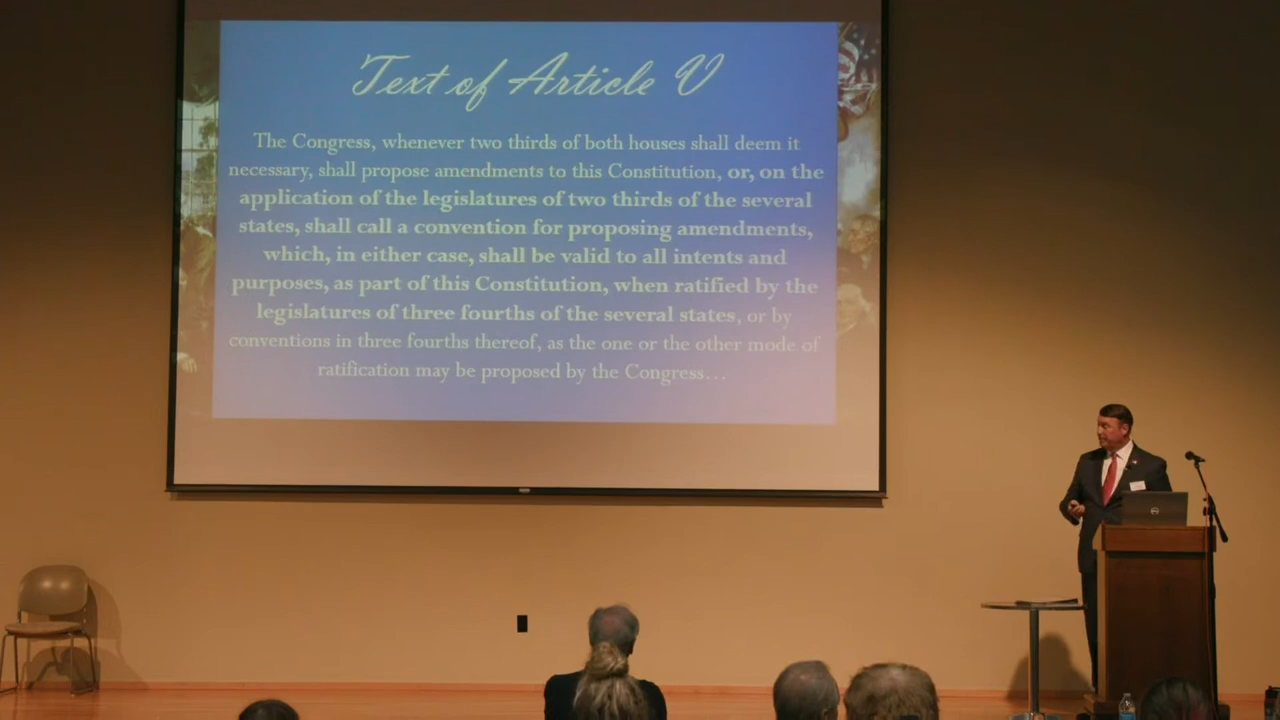 Text of Article V
The Congress, whenever two thirds of both houses shall deem it
necessary, shall propose amendments to this Constitution, or, on the
application of the legislatures of two thirds of the several
states, shall call a convention for proposing amendments,
which, in either case, shall be valid to all intents and
purposes, as part of this Constitution, when ratified by the
legislatures of three fourths of the several states, or by
conventions in three fourths thereof, as the one or the other mode of
ratification may be proposed by the Congress…